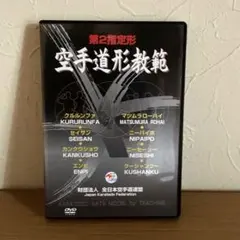 第2指定形
空手道形教範
クルルンファ
KURURUNFA
マツムラローハイ
MATSUMURA ROHAI
セイサン
SEISAN
ニーパイポ
NIPAIPO
カンクウショウ
KANKUSHO
ニーセーシー
NISEISHI
エンピ
ENPI
クーシャンクー
KUSHANKU
財団法人 全日本空手道連盟
Japan Karatedo Federation
DVD